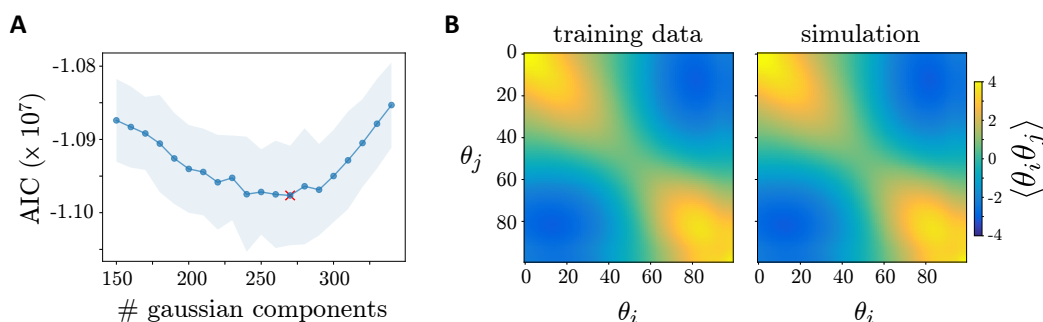 A
AIC (× 10⁷)
-1.08
-1.09
-1.10
150
200
250
300
# gaussian components
B
training data
simulation
θⱼ
0
20
40
60
80
0
20
40
60
80
θᵢ
0
20
40
60
80
θᵢ
4
2
0
−2
−4
⟨θᵢθⱼ⟩